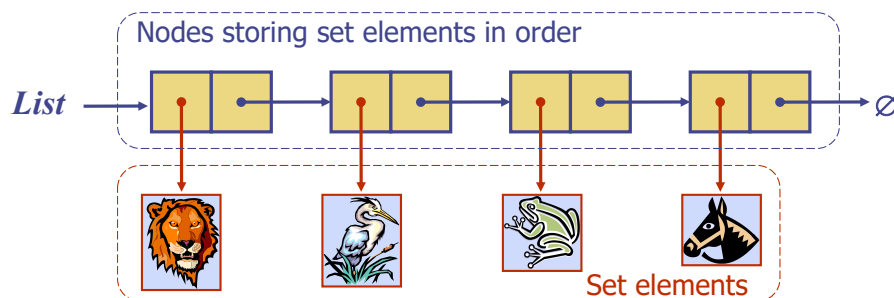 Nodes storing set elements in order
List
∅
Set elements